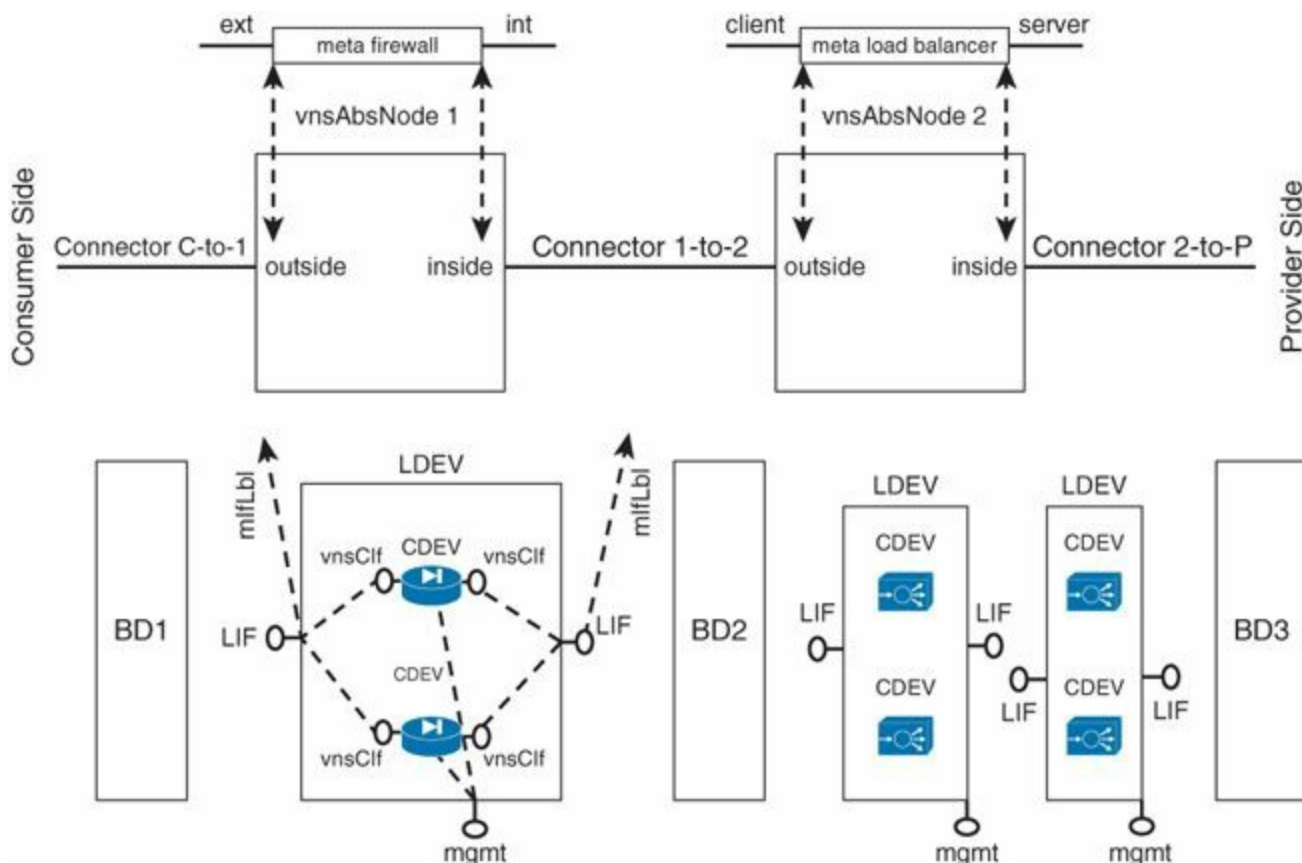 ext
meta firewall
int
client
meta load balancer
server
vnsAbsNode 1
vnsAbsNode 2
Consumer Side
Connector C-to-1
outside
inside
Connector 1-to-2
outside
inside
Connector 2-to-P
Provider Side
BD1
mIfLbl
LDEV
mIfLbl
vnsCIf
CDEV
vnsCIf
LIF
LIF
CDEV
vnsCIf
vnsCIf
mgmt
BD2
LDEV
CDEV
LIF
LIF
CDEV
mgmt
LDEV
CDEV
LIF
CDEV
LIF
mgmt
BD3